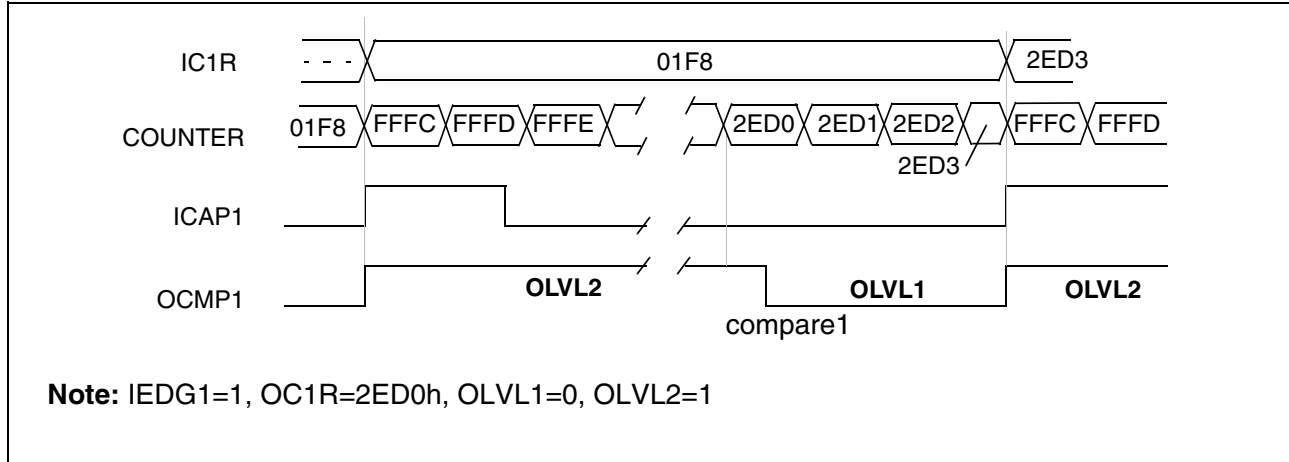 IC1R - - - 01F8 2ED3
COUNTER 01F8 FFFC FFFD FFFE 2ED0 2ED1 2ED2 FFFC FFFD
2ED3
ICAP1
OCMP1 OLVL2 OLVL1 OLVL2
compare1
Note: IEDG1=1, OC1R=2ED0h, OLVL1=0, OLVL2=1